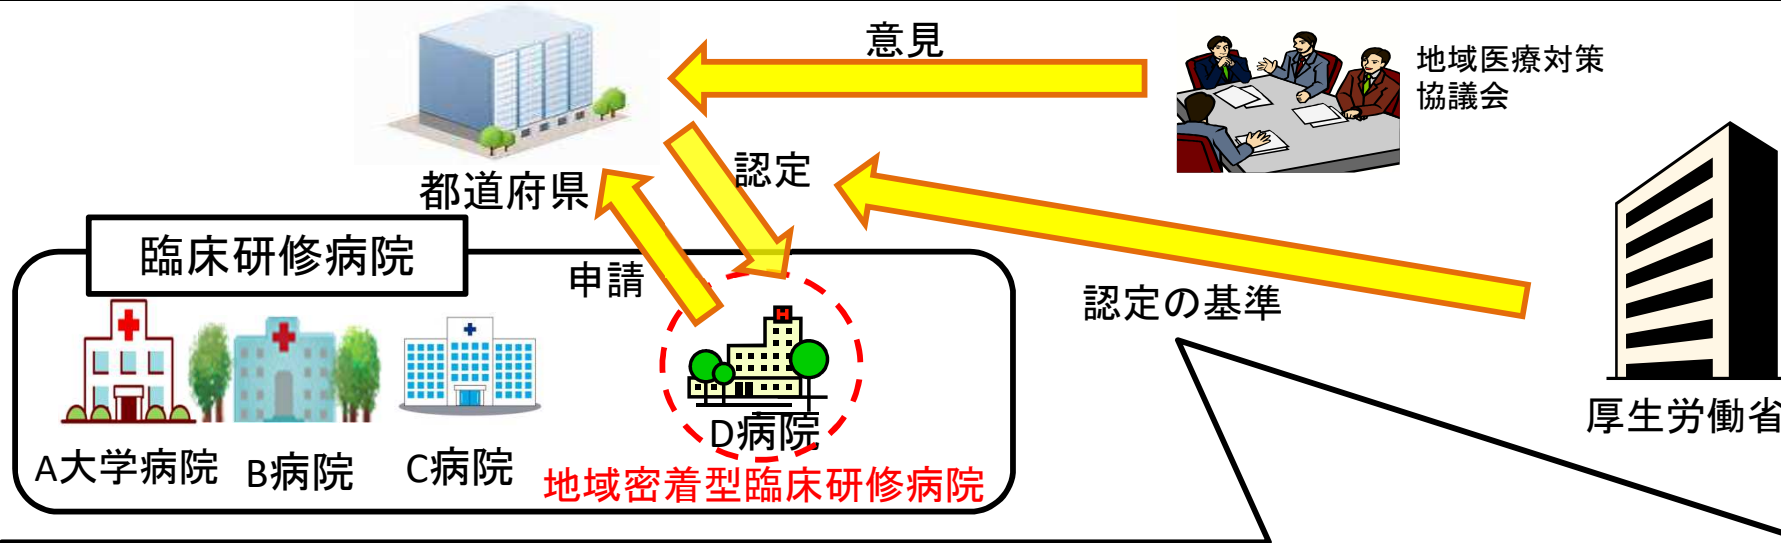 意見
地域医療対策
協議会
認定
都道府県
臨床研修病院
申請
認定の基準
H
D病院
厚生労働省
A大学病院
B病院
C病院
地域密着型臨床研修病院